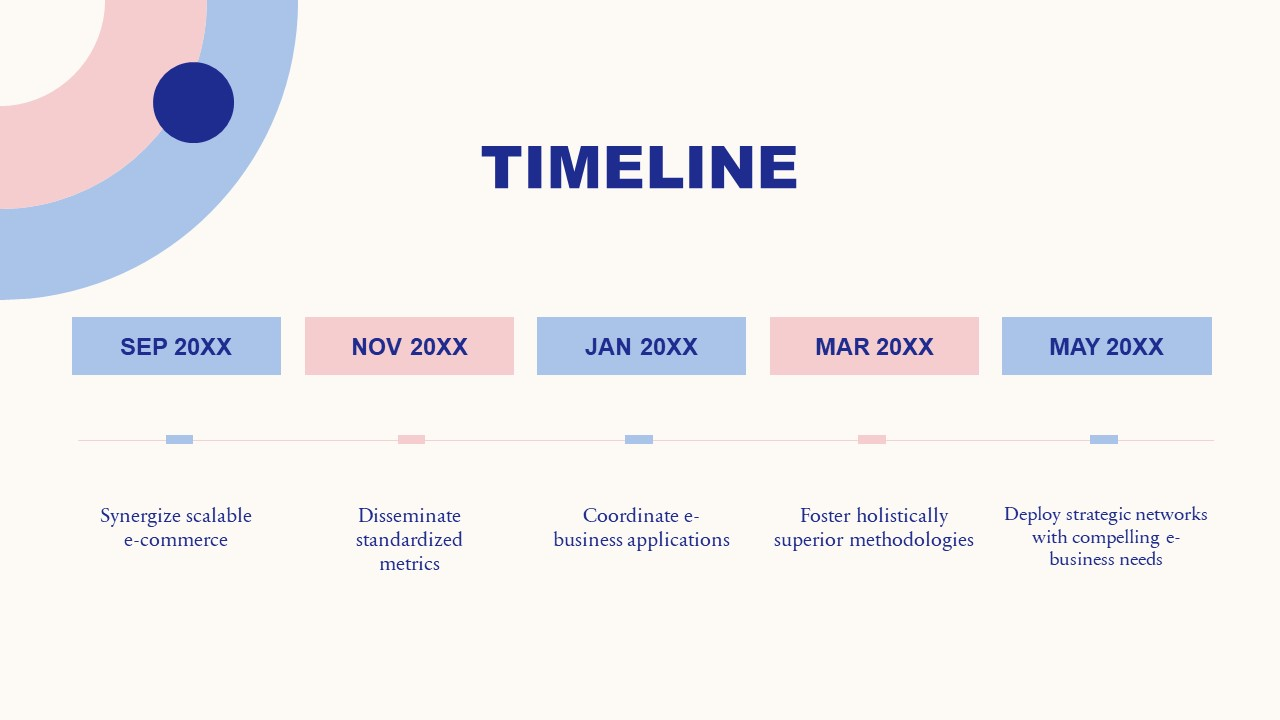 TIMELINE
SEP 20XX
NOV 20XX
JAN 20XX
MAR 20XX
MAY 20XX
Synergize scalable
e-commerce
Disseminate
standardized
metrics
Coordinate e-
business applications
Foster holistically
superior methodologies
Deploy strategic networks
with compelling e-
business needs